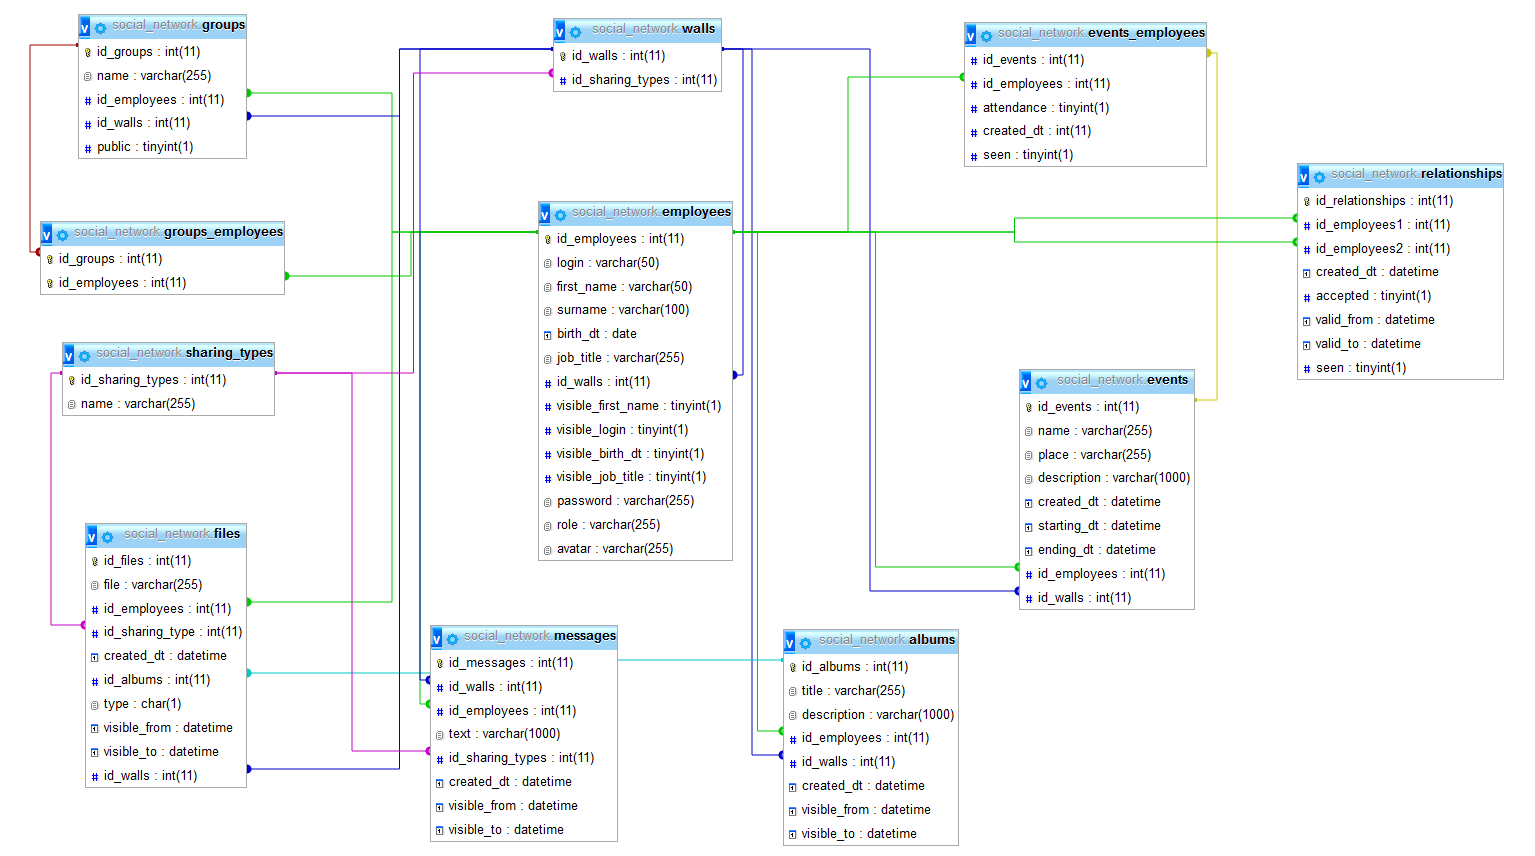 social_network.groups
id_groups : int(11)
name : varchar(255)
id_employees : int(11)
id_walls : int(11)
public : tinyint(1)
social_network.walls
id_walls : int(11)
id_sharing_types : int(11)
social_network.events_employees
id_events : int(11)
id_employees : int(11)
attendance : tinyint(1)
created_dt : int(11)
seen : tinyint(1)
social_network.relationships
id_relationships : int(11)
id_employees1 : int(11)
id_employees2 : int(11)
created_dt : datetime
accepted : tinyint(1)
valid_from : datetime
valid_to : datetime
seen : tinyint(1)
social_network.groups_employees
id_groups : int(11)
id_employees : int(11)
social_network.employees
id_employees : int(11)
login : varchar(50)
first_name : varchar(50)
surname : varchar(100)
birth_dt : date
job_title : varchar(255)
id_walls : int(11)
visible_first_name : tinyint(1)
visible_login : tinyint(1)
visible_birth_dt : tinyint(1)
visible_job_title : tinyint(1)
password : varchar(255)
role : varchar(255)
avatar : varchar(255)
social_network.sharing_types
id_sharing_types : int(11)
name : varchar(255)
social_network.events
id_events : int(11)
name : varchar(255)
place : varchar(255)
description : varchar(1000)
created_dt : datetime
starting_dt : datetime
ending_dt : datetime
id_employees : int(11)
id_walls : int(11)
social_network.files
id_files : int(11)
file : varchar(255)
id_employees : int(11)
id_sharing_type : int(11)
created_dt : datetime
id_albums : int(11)
type : char(1)
visible_from : datetime
visible_to : datetime
id_walls : int(11)
social_network.messages
id_messages : int(11)
id_walls : int(11)
id_employees : int(11)
text : varchar(1000)
id_sharing_types : int(11)
created_dt : datetime
visible_from : datetime
visible_to : datetime
social_network.albums
id_albums : int(11)
title : varchar(255)
description : varchar(1000)
id_employees : int(11)
id_walls : int(11)
created_dt : datetime
visible_from : datetime
visible_to : datetime